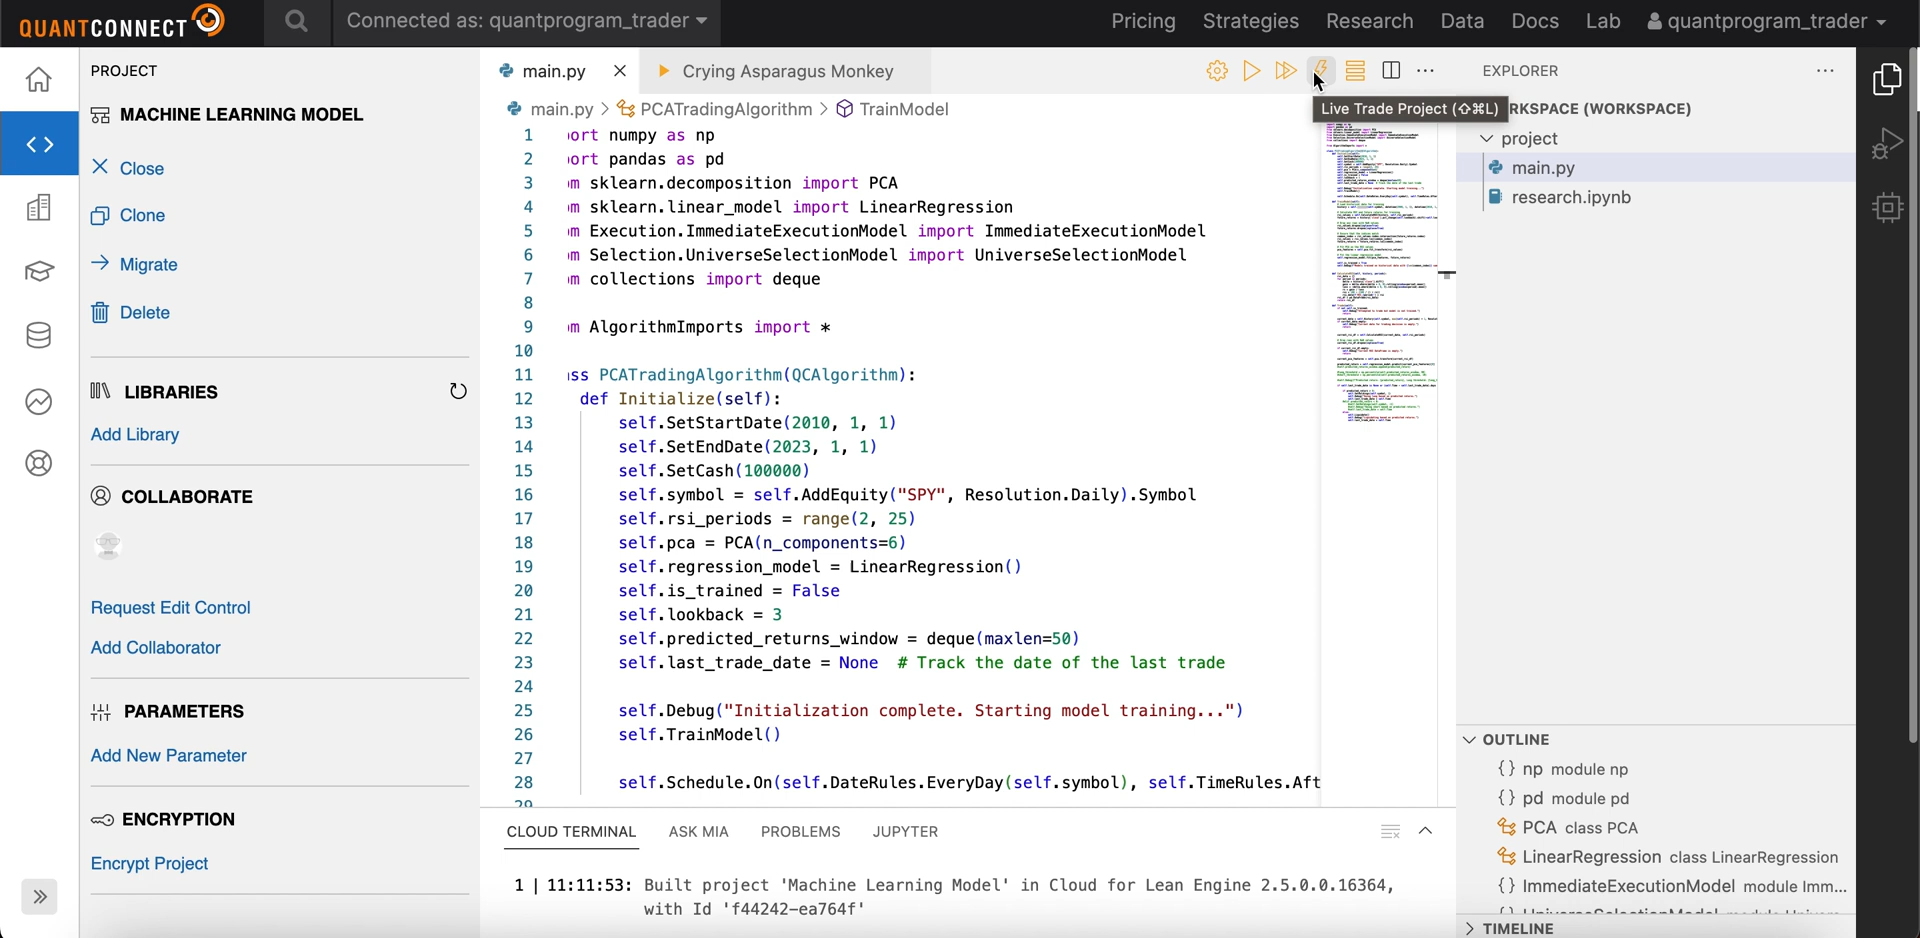 QUANTCONNECT
Connected as: quantprogram_trader
Pricing Strategies Research Data Docs Lab quantprogram_trader
PROJECT
MACHINE LEARNING MODEL
Close
Clone
Migrate
Delete
LIBRARIES
Add Library
COLLABORATE
Request Edit Control
Add Collaborator
PARAMETERS
Add New Parameter
ENCRYPTION
Encrypt Project
main.py
Crying Asparagus Monkey
main.py > PCATradingAlgorithm > TrainModel
Live Trade Project (⇧⌘L)
1 ort numpy as np
2 ort pandas as pd
3 m sklearn.decomposition import PCA
4 m sklearn.linear_model import LinearRegression
5 m Execution.ImmediateExecutionModel import ImmediateExecutionModel
6 m Selection.UniverseSelectionModel import UniverseSelectionModel
7 m collections import deque
8
9 m AlgorithmImports import *
10
11 ss PCATradingAlgorithm(QCAlgorithm):
12 def Initialize(self):
13 self.SetStartDate(2010, 1, 1)
14 self.SetEndDate(2023, 1, 1)
15 self.SetCash(100000)
16 self.symbol = self.AddEquity("SPY", Resolution.Daily).Symbol
17 self.rsi_periods = range(2, 25)
18 self.pca = PCA(n_components=6)
19 self.regression_model = LinearRegression()
20 self.is_trained = False
21 self.lookback = 3
22 self.predicted_returns_window = deque(maxlen=50)
23 self.last_trade_date = None # Track the date of the last trade
24
25 self.Debug("Initialization complete. Starting model training...")
26 self.TrainModel()
27
28 self.Schedule.On(self.DateRules.EveryDay(self.symbol), self.TimeRules.Aft
29
CLOUD TERMINAL ASK MIA PROBLEMS JUPYTER
1 | 11:11:53: Built project 'Machine Learning Model' in Cloud for Lean Engine 2.5.0.0.16364,
with Id 'f44242-ea764f'
EXPLORER
RKSPACE (WORKSPACE)
project
main.py
research.ipynb
OUTLINE
{} np module np
{} pd module pd
PCA class PCA
LinearRegression class LinearRegression
{} ImmediateExecutionModel module Imm...
TIMELINE